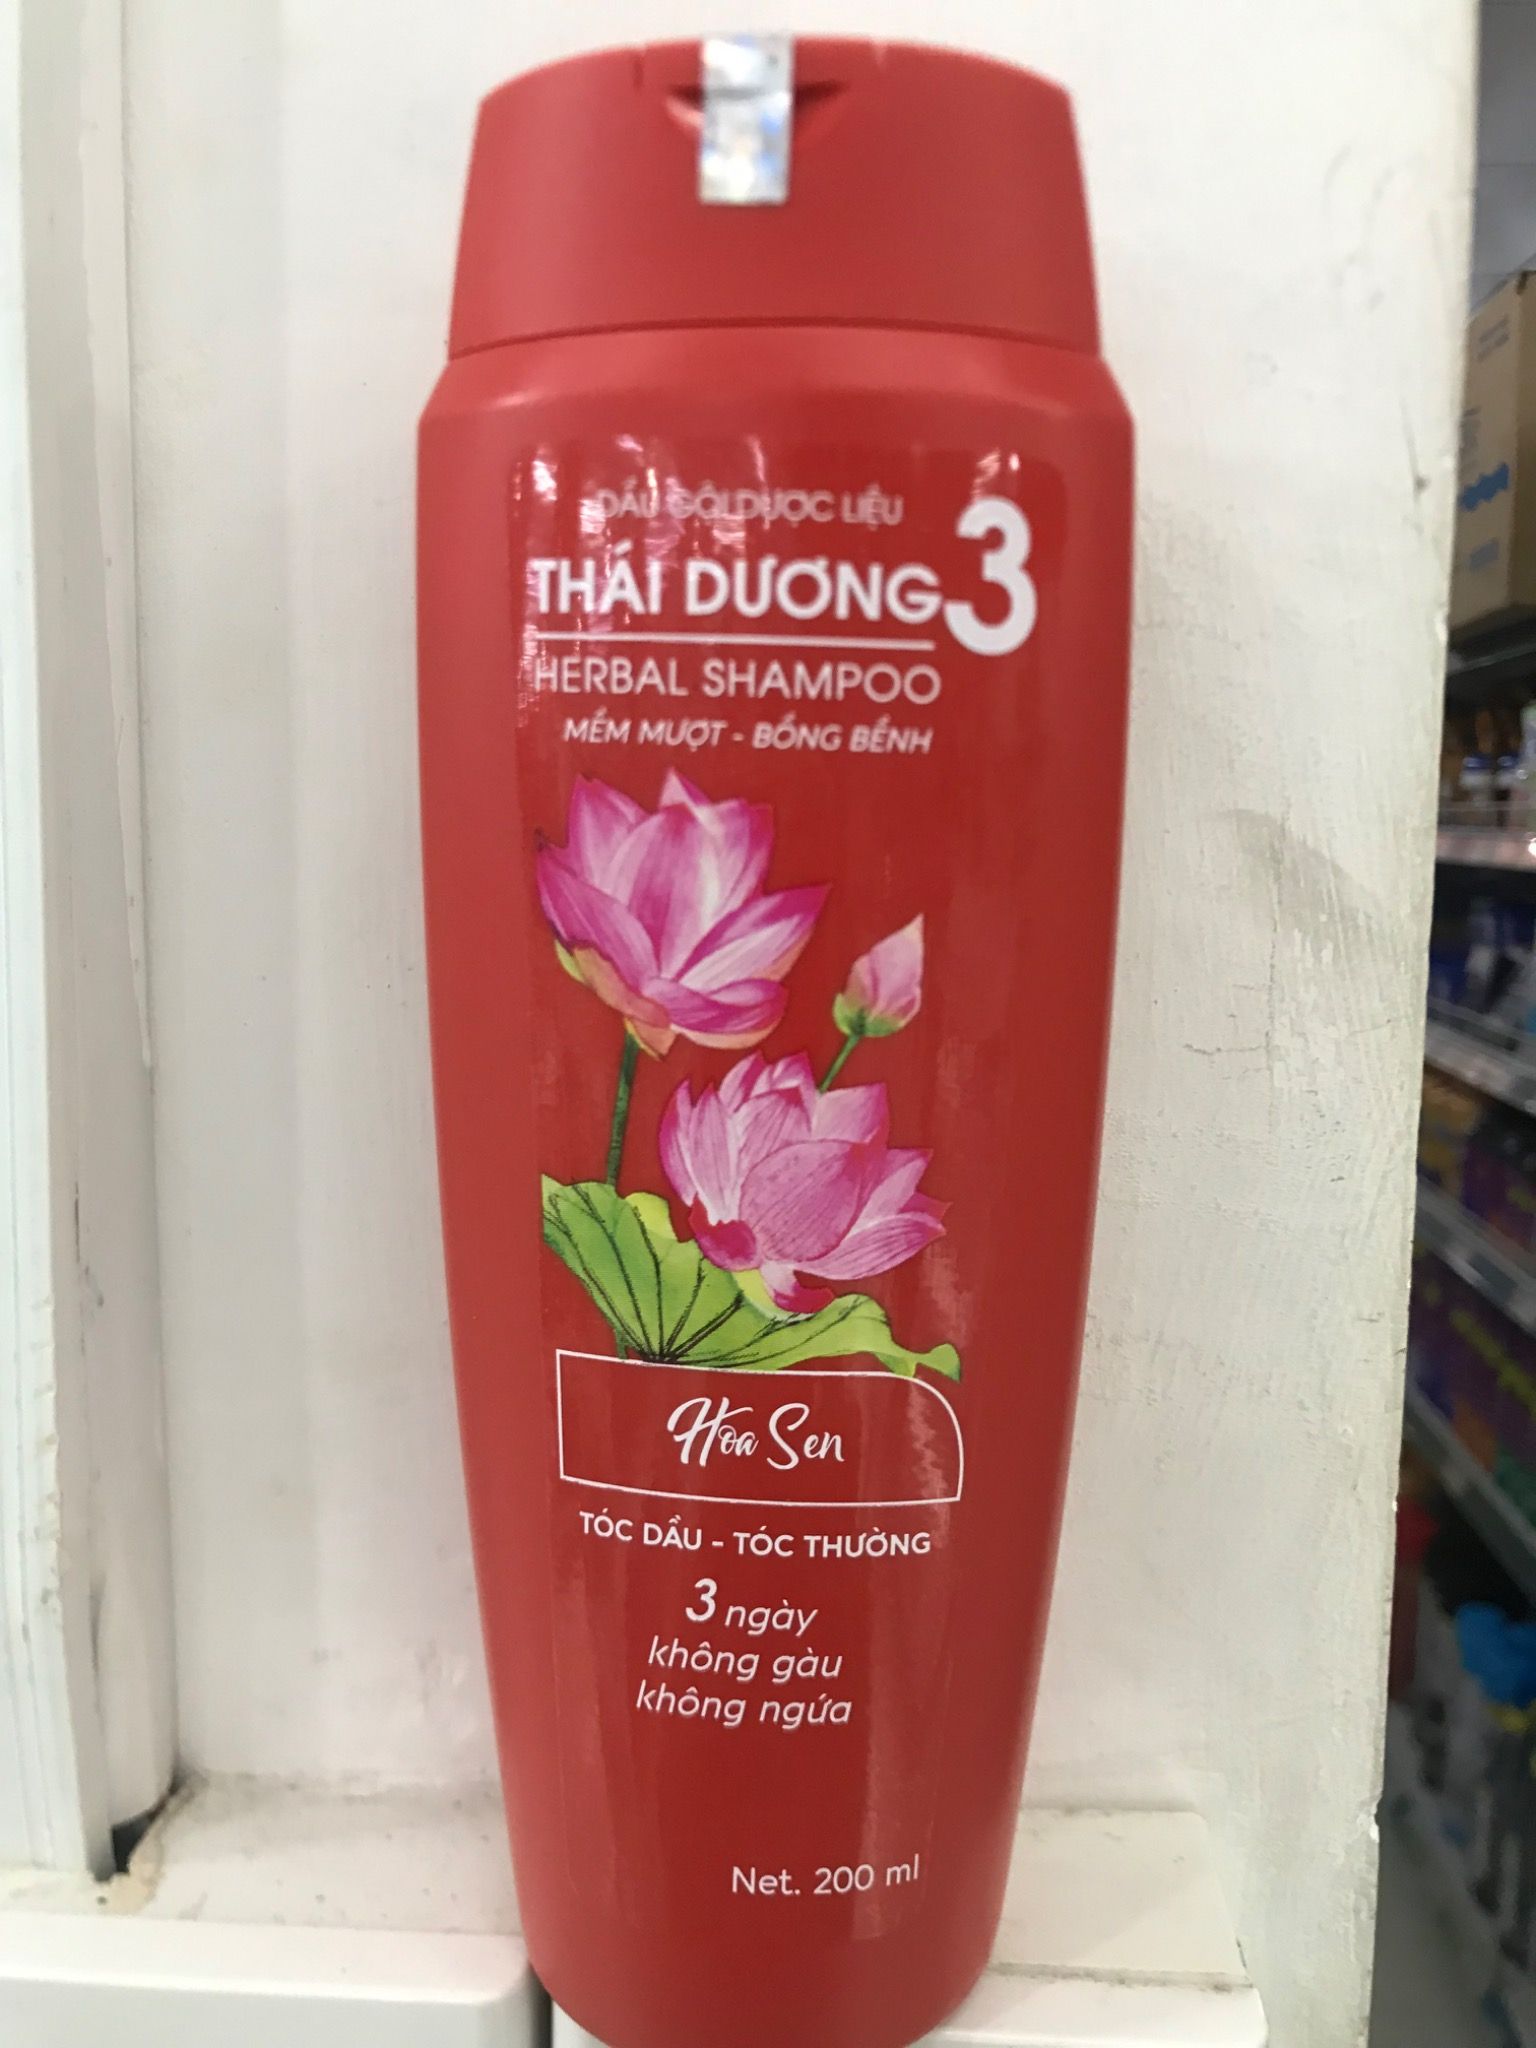 DẦU GỘI DƯỢC LIỆU
THÁI DƯƠNG 3
HERBAL SHAMPOO
MỀM MƯỢT - BỒNG BỀNH
Hoa Sen
TÓC DẦU - TÓC THƯỜNG
3 ngày
không gàu
không ngứa
Net. 200 ml